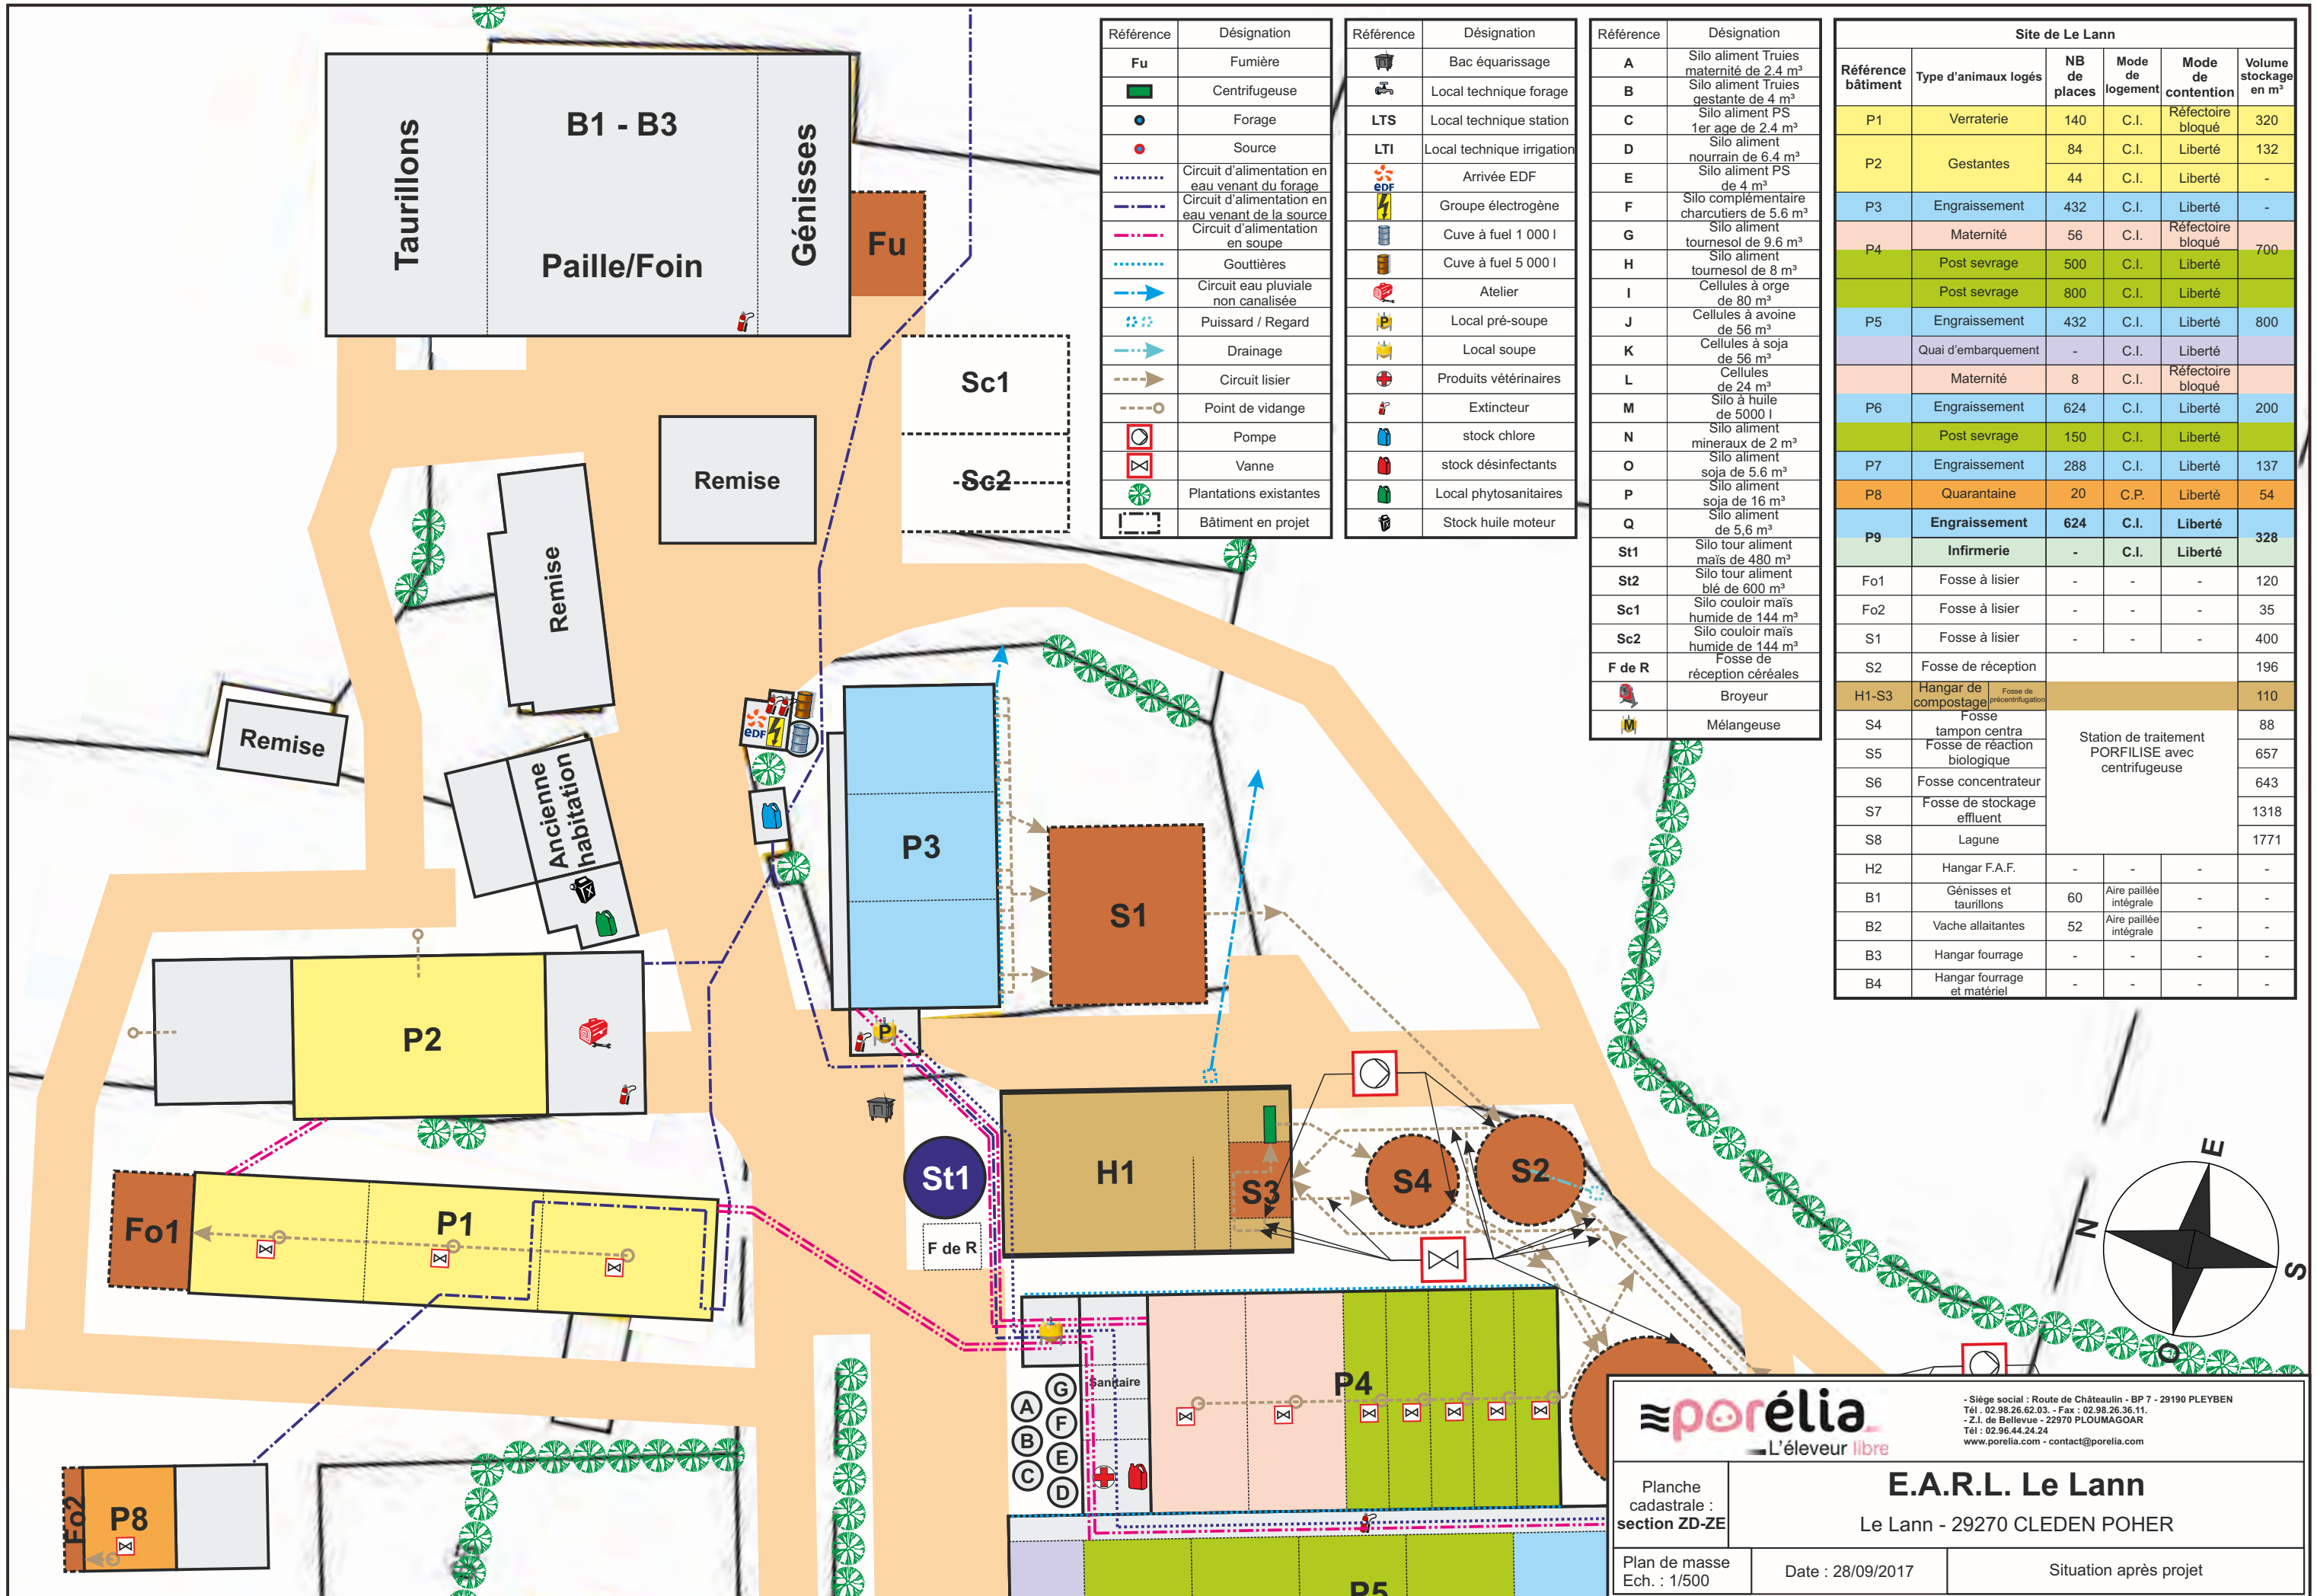 Taurillons
B1 - B3
Paille/Foin
Génisses
Fu
Sc1
Sc2
Remise
Remise
Remise
Ancienne
habitation
eDF
P3
S1
P
P2
St1
F de R
H1
S3
S4
S2
Fo1
P1
Fo2
P8
Sanitaire
P4
A
B
C
G
F
E
D
P5
N
E
S
O
Référence Désignation
Fu Fumière
Centrifugeuse
Forage
Source
Circuit d'alimentation en
eau venant du forage
Circuit d'alimentation en
eau venant de la source
Circuit d'alimentation
en soupe
Gouttières
Circuit eau pluviale
non canalisée
Puissard / Regard
Drainage
Circuit lisier
Point de vidange
Pompe
Vanne
Plantations existantes
Bâtiment en projet
Référence Désignation
Bac équarissage
Local technique forage
LTS Local technique station
LTI Local technique irrigation
eDF Arrivée EDF
Groupe électrogène
Cuve à fuel 1 000 l
Cuve à fuel 5 000 l
Atelier
P Local pré-soupe
Local soupe
Produits vétérinaires
Extincteur
stock chlore
stock désinfectants
Local phytosanitaires
Stock huile moteur
Référence Désignation
A Silo aliment Truies
maternité de 2.4 m³
B Silo aliment Truies
gestante de 4 m³
C Silo aliment PS
1er age de 2.4 m³
D Silo aliment
nourrain de 6.4 m³
E Silo aliment PS
de 4 m³
F Silo complémentaire
charcutiers de 5.6 m³
G Silo aliment
tournesol de 9.6 m³
H Silo aliment
tournesol de 8 m³
I Cellules à orge
de 80 m³
J Cellules à avoine
de 56 m³
K Cellules à soja
de 56 m³
L Cellules
de 24 m³
M Silo à huile
de 5000 l
N Silo aliment
mineraux de 2 m³
O Silo aliment
soja de 5.6 m³
P Silo aliment
soja de 16 m³
Q Silo aliment
de 5,6 m³
St1 Silo tour aliment
maïs de 480 m³
St2 Silo tour aliment
blé de 600 m³
Sc1 Silo couloir maïs
humide de 144 m³
Sc2 Silo couloir maïs
humide de 144 m³
F de R Fosse de
réception céréales
Broyeur
M Mélangeuse
Site de Le Lann
Référence bâtiment Type d'animaux logés NB de places Mode de logement Mode de contention Volume stockage en m³
P1 Verraterie 140 C.I. Réfectoire bloqué 320
P2 Gestantes 84 C.I. Liberté 132
44 C.I. Liberté -
P3 Engraissement 432 C.I. Liberté -
P4 Maternité 56 C.I. Réfectoire bloqué 700
Post sevrage 500 C.I. Liberté
Post sevrage 800 C.I. Liberté
P5 Engraissement 432 C.I. Liberté 800
Quai d'embarquement - C.I. Liberté
Maternité 8 C.I. Réfectoire bloqué
P6 Engraissement 624 C.I. Liberté 200
Post sevrage 150 C.I. Liberté
P7 Engraissement 288 C.I. Liberté 137
P8 Quarantaine 20 C.P. Liberté 54
P9 Engraissement 624 C.I. Liberté 328
Infirmerie - C.I. Liberté
Fo1 Fosse à lisier - - - 120
Fo2 Fosse à lisier - - - 35
S1 Fosse à lisier - - - 400
S2 Fosse de réception 196
H1-S3 Hangar de compostage Fosse de précentrifugation 110
S4 Fosse tampon centra 88
Station de traitement
PORFILISE avec
centrifugeuse
S5 Fosse de réaction biologique 657
S6 Fosse concentrateur 643
S7 Fosse de stockage effluent 1318
S8 Lagune 1771
H2 Hangar F.A.F. - - - -
B1 Génisses et taurillons 60 Aire paillée intégrale - -
B2 Vache allaitantes 52 Aire paillée intégrale - -
B3 Hangar fourrage - - - -
B4 Hangar fourrage et matériel - - - -
porélia
L'éleveur libre
- Siège social : Route de Châteaulin - BP 7 - 29190 PLEYBEN
Tél . 02.98.26.62.03. - Fax : 02.98.26.36.11.
- Z.I. de Bellevue - 22970 PLOUMAGOAR
Tél : 02.96.44.24.24
www.porelia.com - contact@porelia.com
Planche
cadastrale :
section ZD-ZE
E.A.R.L. Le Lann
Le Lann - 29270 CLEDEN POHER
Plan de masse
Ech. : 1/500
Date : 28/09/2017
Situation après projet